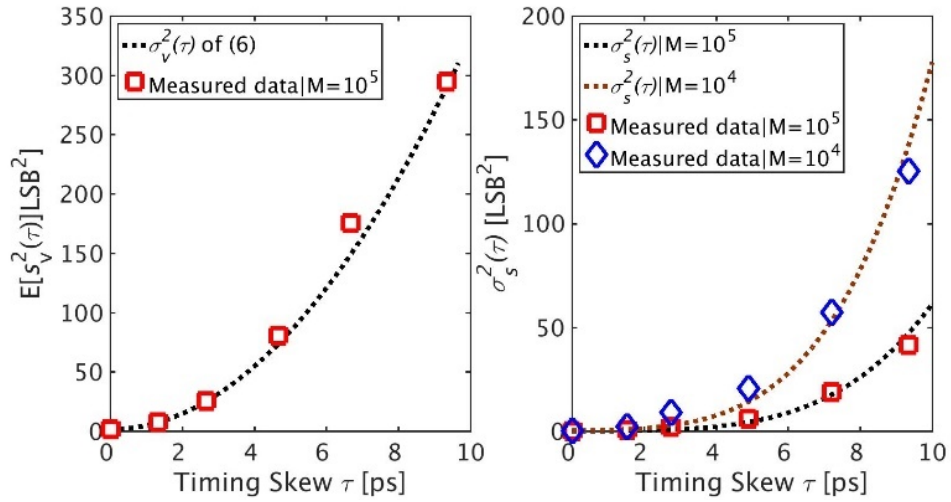 E[s_v^2(τ)]LSB^2
350
300
250
200
150
100
50
0
0 2 4 6 8 10
Timing Skew τ [ps]
σ_v^2(τ) of (6)
Measured data|M=10^5
σ_s^2(τ) [LSB^2]
200
150
100
50
0
0 2 4 6 8 10
Timing Skew τ [ps]
σ_s^2(τ)|M=10^5
σ_s^2(τ)|M=10^4
Measured data|M=10^5
Measured data|M=10^4